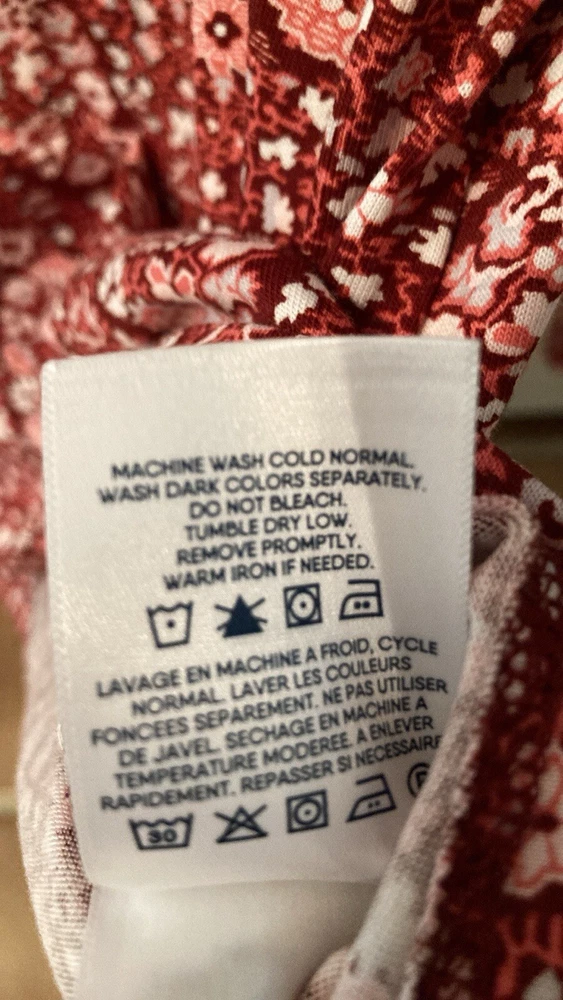 MACHINE WASH COLD NORMAL.
WASH DARK COLORS SEPARATELY.
DO NOT BLEACH.
TUMBLE DRY LOW.
REMOVE PROMPTLY.
WARM IRON IF NEEDED.
LAVAGE EN MACHINE A FROID, CYCLE
NORMAL. LAVER LES COULEURS
FONCEES SEPAREMENT. NE PAS UTILISER
DE JAVEL. SECHAGE EN MACHINE A
TEMPERATURE MODEREE. A ENLEVER
RAPIDEMENT. REPASSER SI NECESSAIRE
30